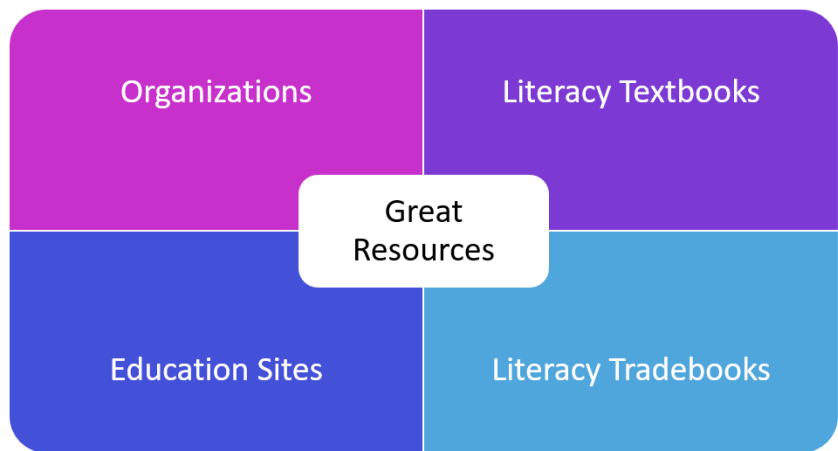 Organizations
Literacy Textbooks
Great
Resources
Education Sites
Literacy Tradebooks